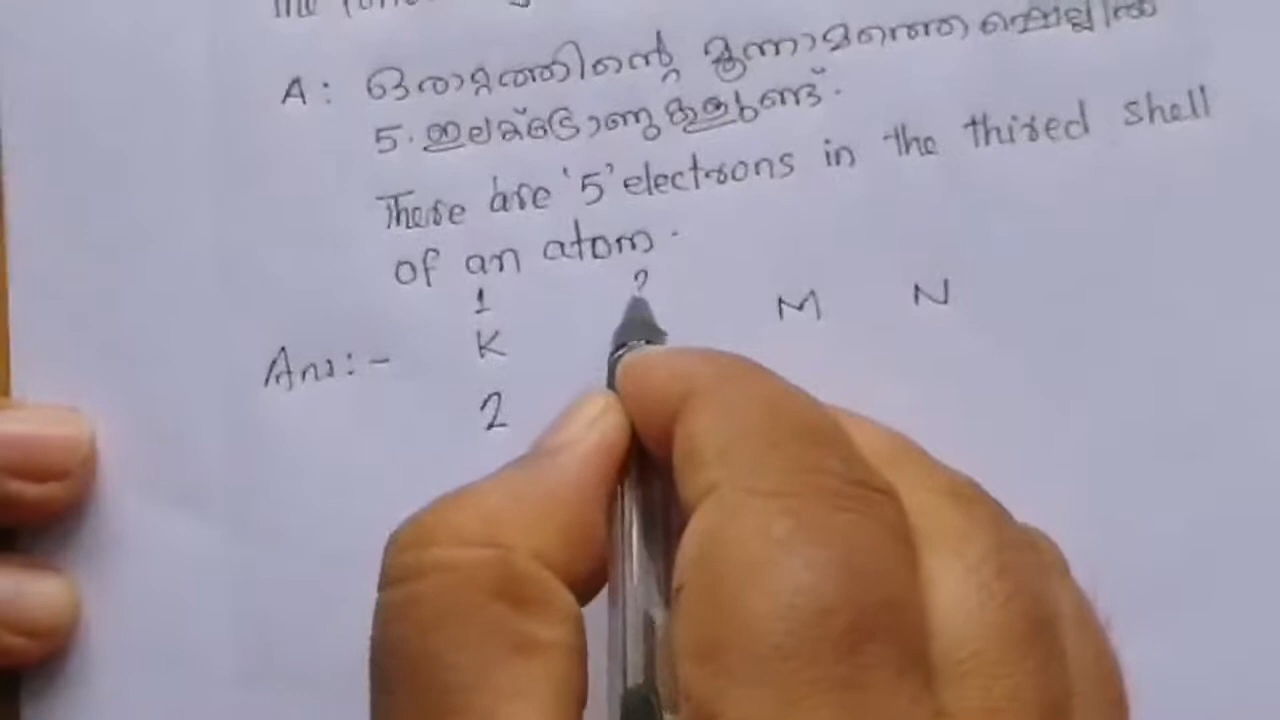 A: ഒരാറ്റത്തിന്റെ മൂന്നാമത്തെ ഷെല്ലിൽ
5. ഇലക്ട്രോണുകളുണ്ട്.
There are '5' electrons in the thired shell
of an atom.
1 2
K M N
Ans:-
2